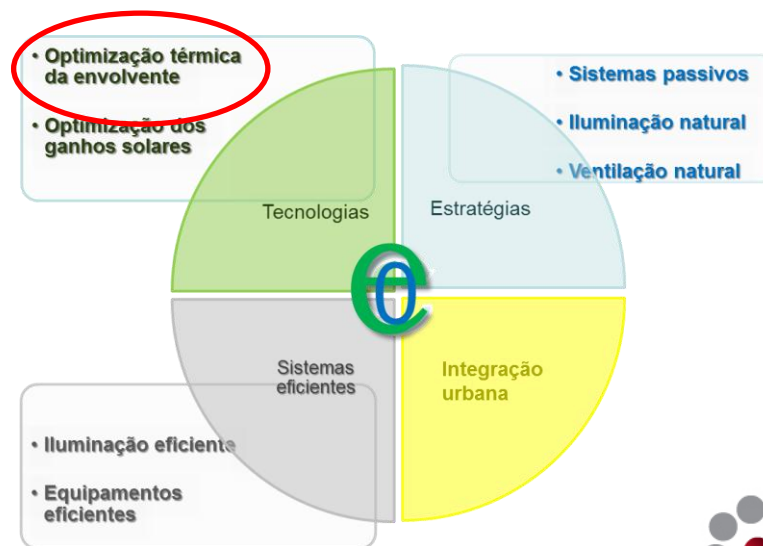 • Optimização térmica
da envolvente
• Optimização dos
ganhos solares
• Sistemas passivos
• Iluminação natural
• Ventilação natural
Tecnologias
Estratégias
e
0
Sistemas
eficientes
Integração
urbana
• Iluminação eficiente
• Equipamentos
eficientes